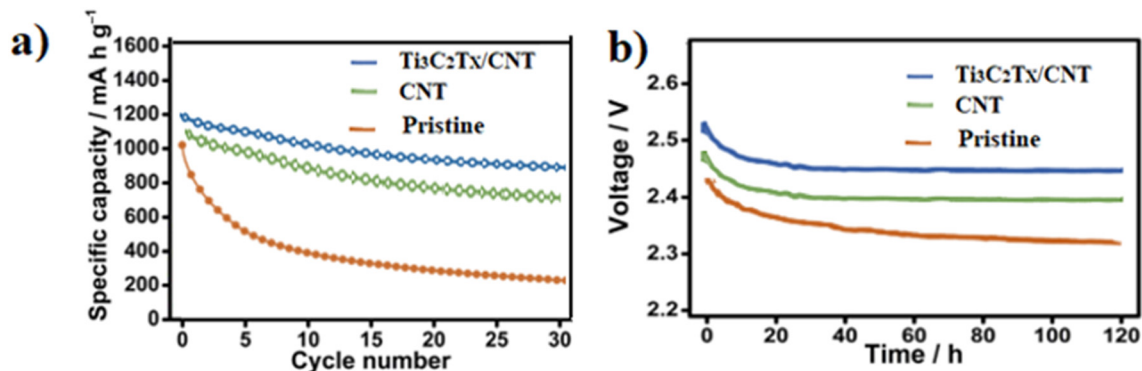 a)
Specific capacity / mA h g⁻¹
1600
1400
1200
1000
800
600
400
200
0
Ti₃C₂Tx/CNT
CNT
Pristine
0 5 10 15 20 25 30
Cycle number
b)
Voltage / V
2.6
2.5
2.4
2.3
2.2
Ti₃C₂Tx/CNT
CNT
Pristine
0 20 40 60 80 100 120
Time / h